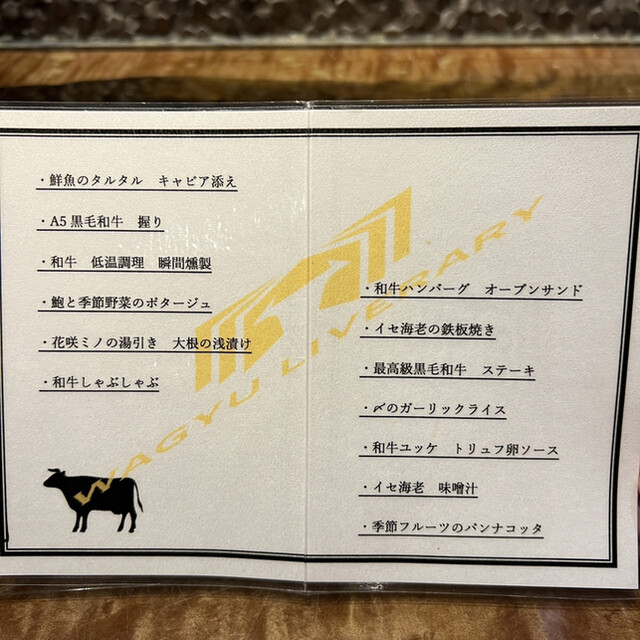 ・鮮魚のタルタル　キャビア添え
・A5黒毛和牛　握り
・和牛　低温調理　瞬間燻製
・鮑と季節野菜のポタージュ
・花咲ミノの湯引き　大根の浅漬け
・和牛しゃぶしゃぶ
・和牛ハンバーグ　オープンサンド
・イセ海老の鉄板焼き
・最高級黒毛和牛　ステーキ
・〆のガーリックライス
・和牛ユッケ　トリュフ卵ソース
・イセ海老　味噌汁
・季節フルーツのパンナコッタ
WAGYU LIVERARY